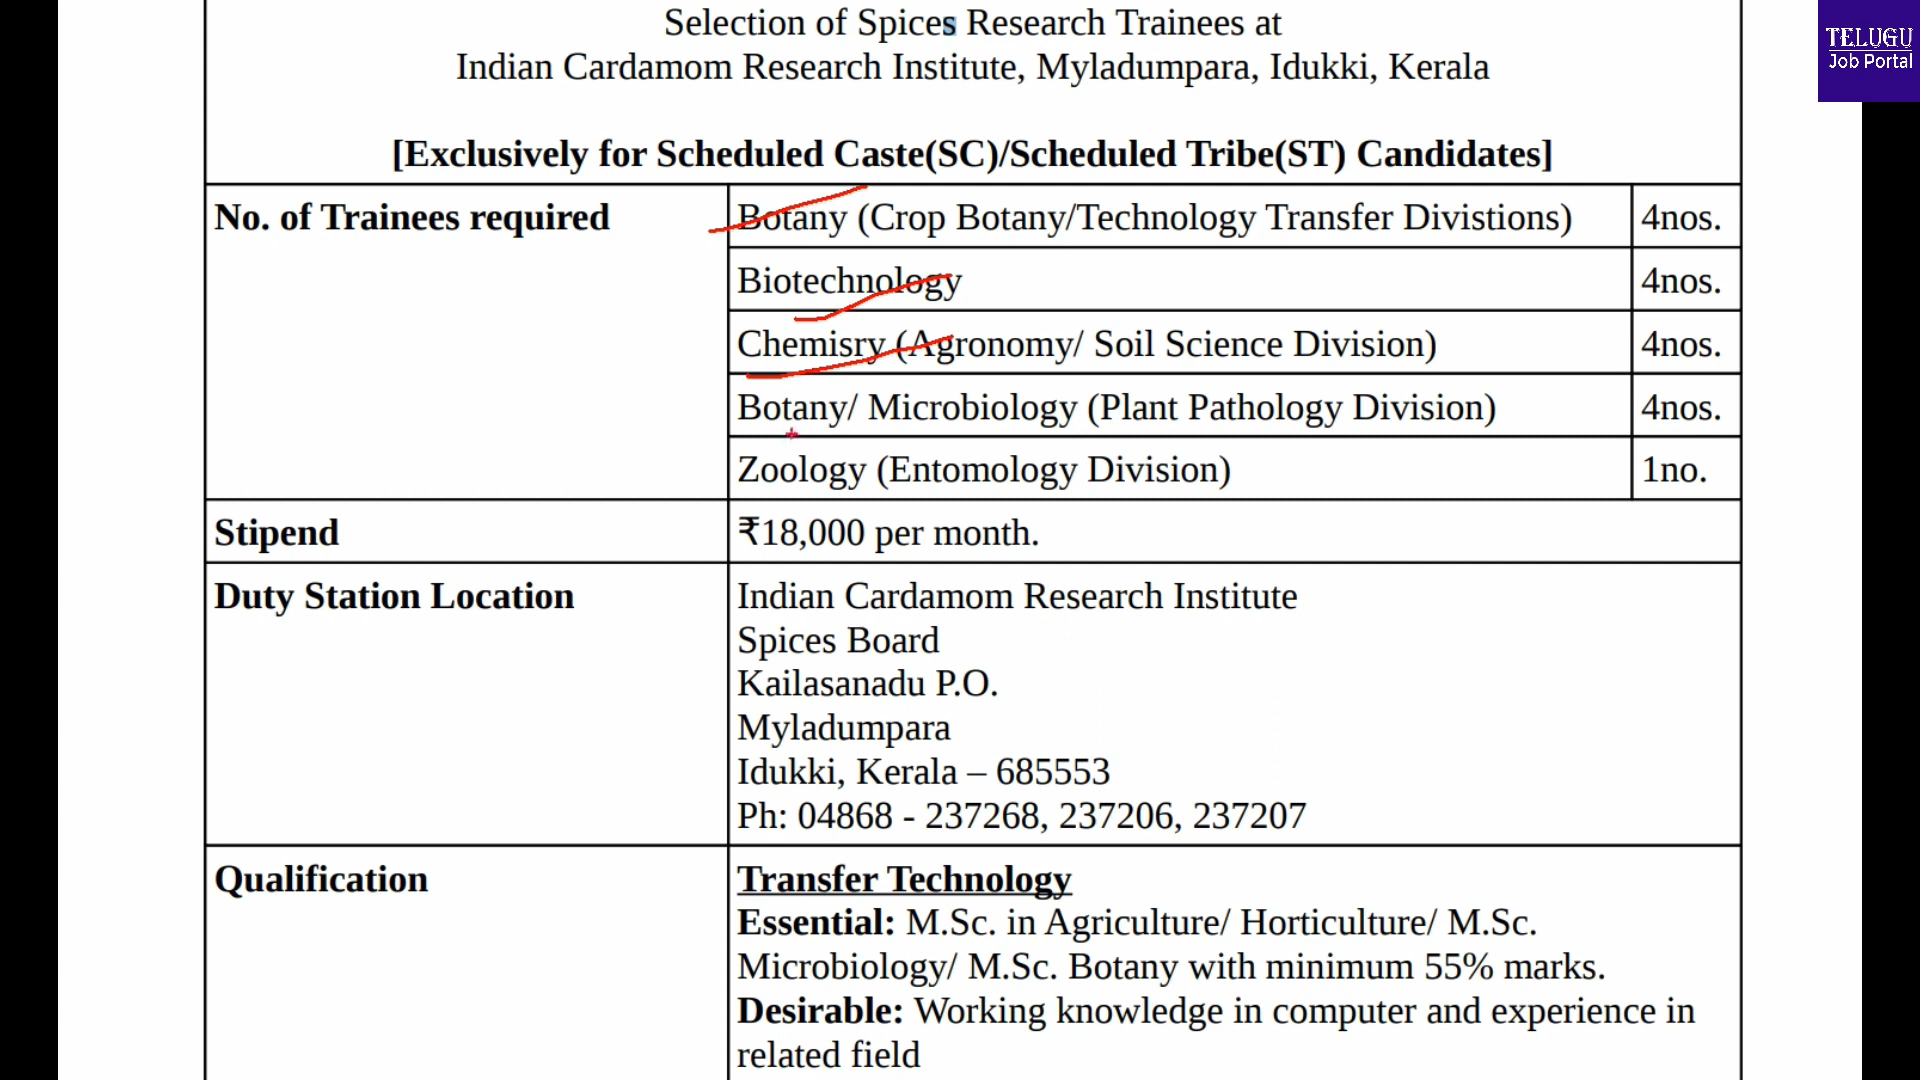 Selection of Spices Research Trainees at
Indian Cardamom Research Institute, Myladumpara, Idukki, Kerala
TELUGU
Job Portal
[Exclusively for Scheduled Caste(SC)/Scheduled Tribe(ST) Candidates]
No. of Trainees required
Botany (Crop Botany/Technology Transfer Divistions) 4nos.
Biotechnology 4nos.
Chemisry (Agronomy/ Soil Science Division) 4nos.
Botany/ Microbiology (Plant Pathology Division) 4nos.
Zoology (Entomology Division) 1no.
Stipend ₹18,000 per month.
Duty Station Location
Indian Cardamom Research Institute
Spices Board
Kailasanadu P.O.
Myladumpara
Idukki, Kerala – 685553
Ph: 04868 - 237268, 237206, 237207
Qualification
Transfer Technology
Essential: M.Sc. in Agriculture/ Horticulture/ M.Sc.
Microbiology/ M.Sc. Botany with minimum 55% marks.
Desirable: Working knowledge in computer and experience in
related field